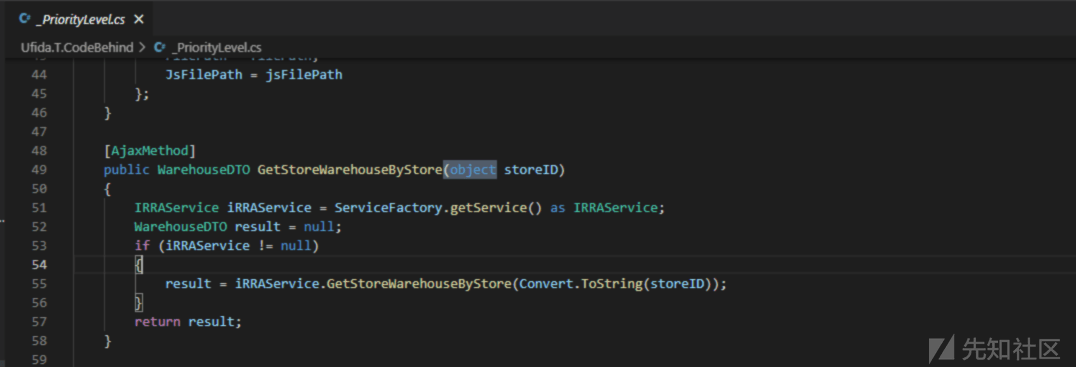 _PriorityLevel.cs
Ufida.T.CodeBehind > _PriorityLevel.cs
44 JsFilePath = jsFilePath
45 };
46 }
47
48 [AjaxMethod]
49 public WarehouseDTO GetStoreWarehouseByStore(object storeID)
50 {
51 IRRAService iRRAService = ServiceFactory.getService() as IRRAService;
52 WarehouseDTO result = null;
53 if (iRRAService != null)
54 {
55 result = iRRAService.GetStoreWarehouseByStore(Convert.ToString(storeID));
56 }
57 return result;
58 }
59
先知社区